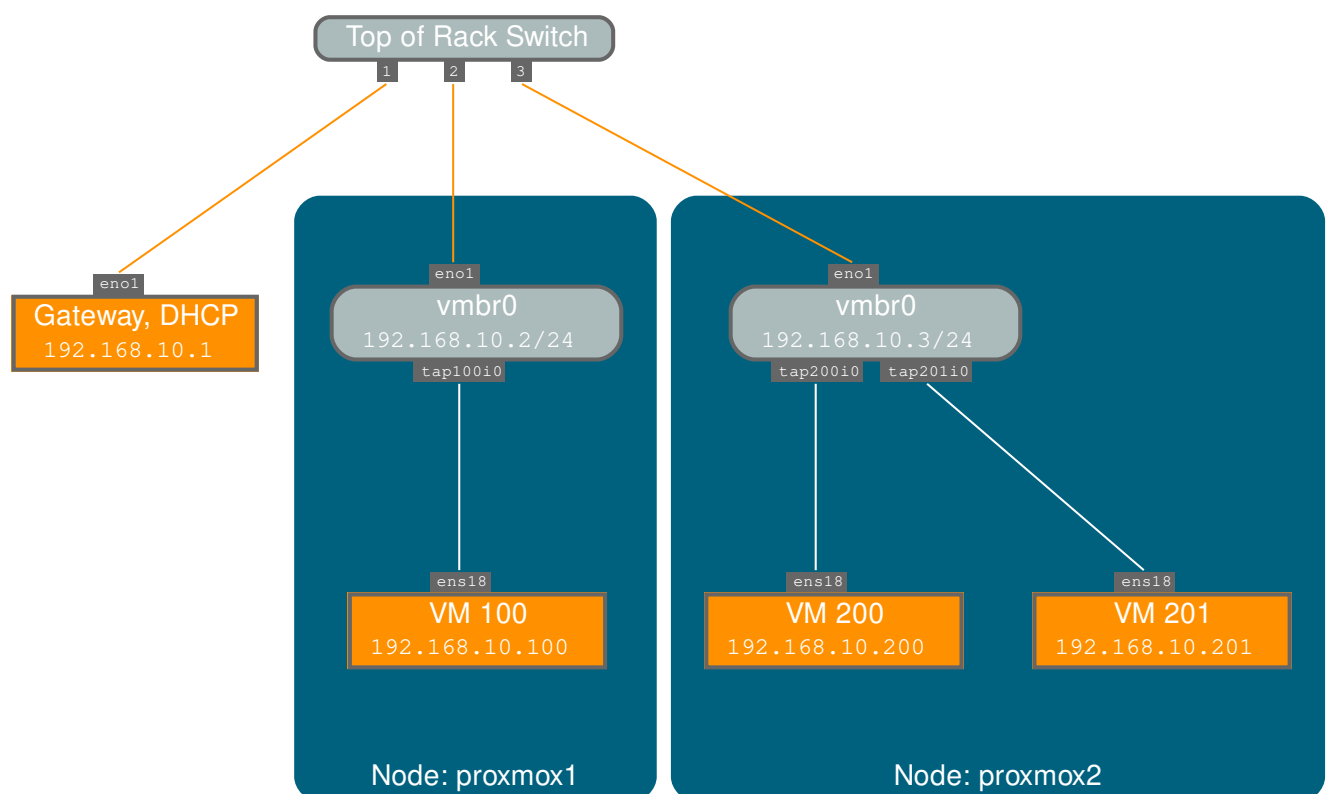 Top of Rack Switch
1
2
3
eno1
Gateway, DHCP
192.168.10.1
eno1
vmbr0
192.168.10.2/24
tap100i0
ens18
VM 100
192.168.10.100
Node: proxmox1
eno1
vmbr0
192.168.10.3/24
tap200i0
tap201i0
ens18
VM 200
192.168.10.200
ens18
VM 201
192.168.10.201
Node: proxmox2